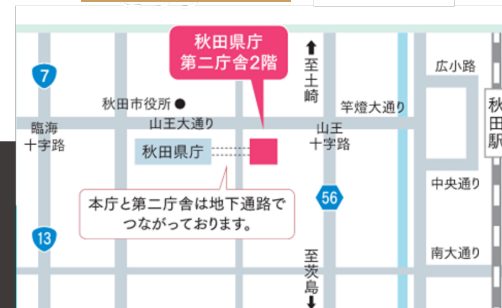 秋田県庁
第二庁舎2階
至土崎
7
広小路
秋田市役所
竿燈大通り
秋田駅
臨海
十字路
山王大通り
山王
十字路
秋田県庁
中央通り
本庁と第二庁舎は地下通路で
つながっております。
56
13
南大通り
至茨島